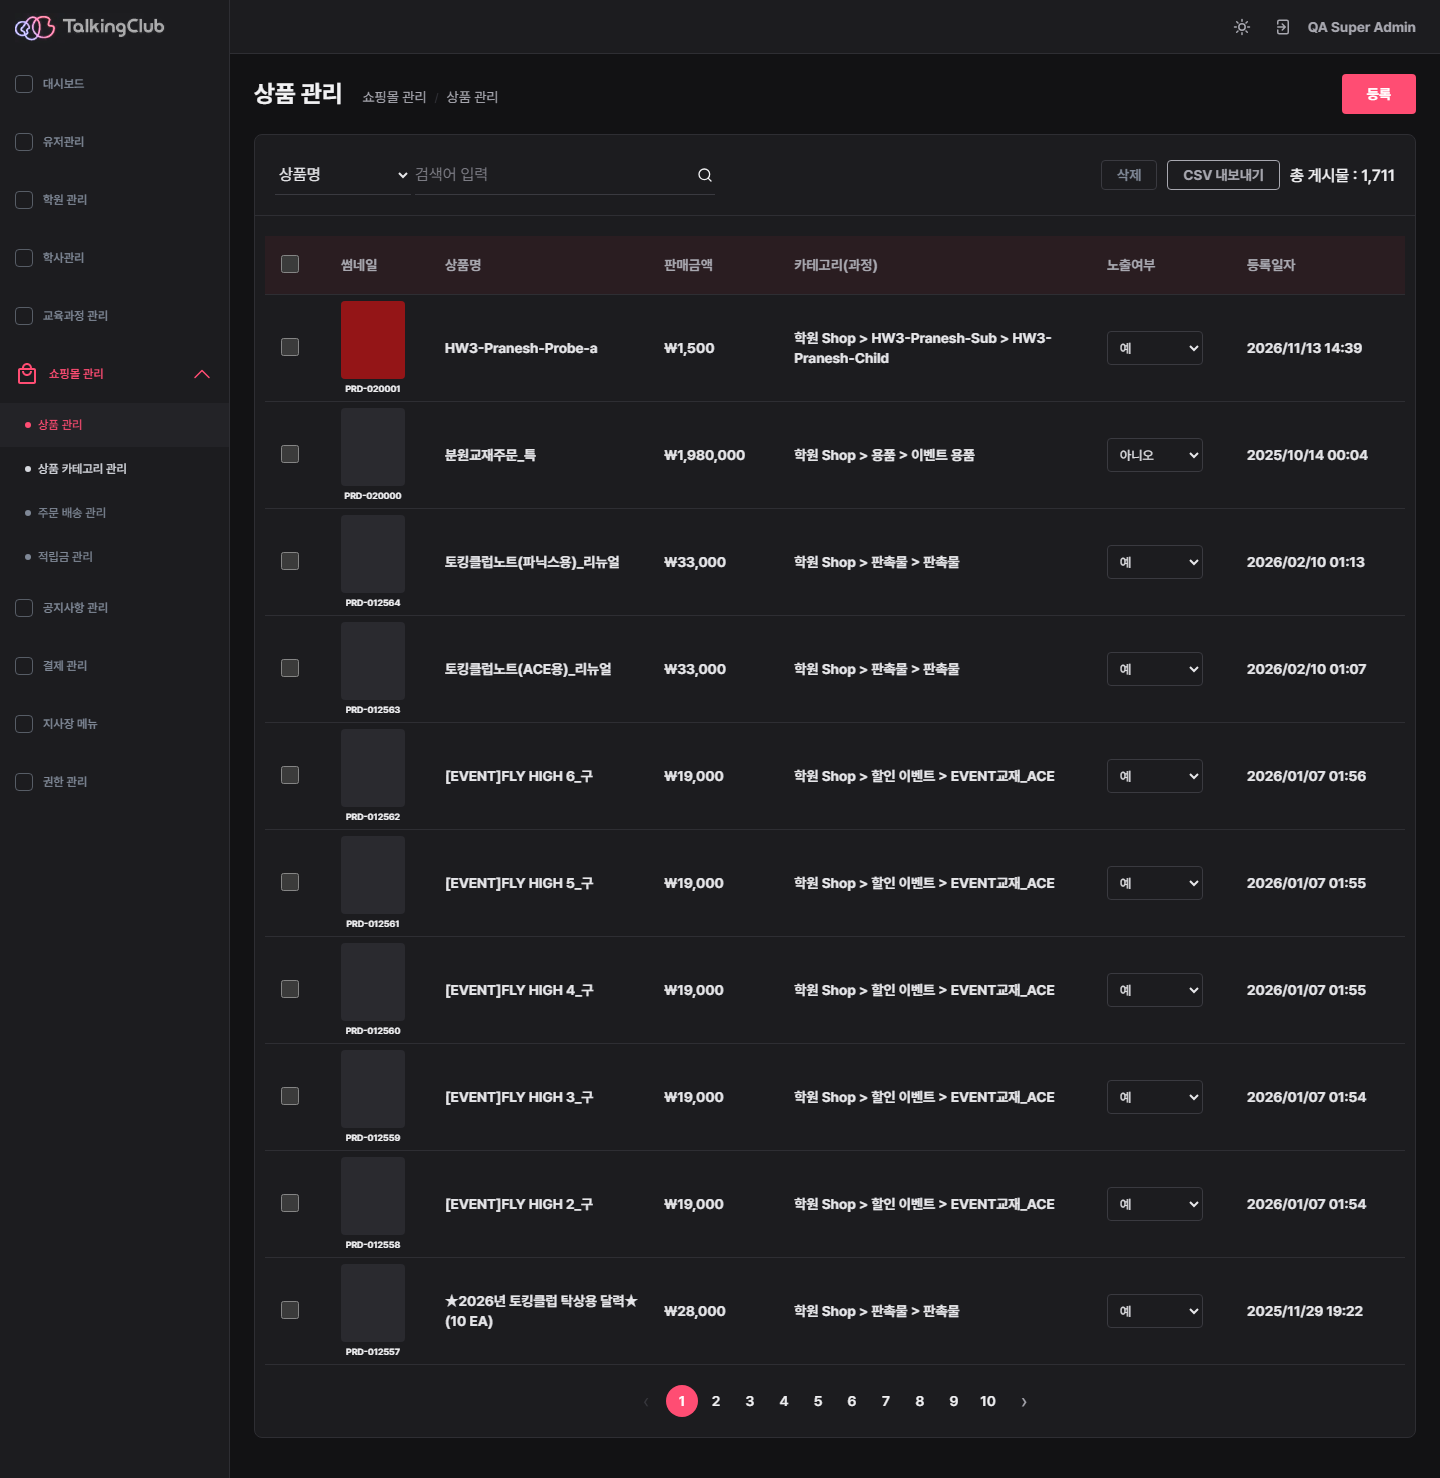 TalkingClub
QA Super Admin
대시보드
유저관리
학원 관리
학사관리
교육과정 관리
쇼핑몰 관리
상품 관리
상품 카테고리 관리
주문 배송 관리
적립금 관리
공지사항 관리
결제 관리
지사장 메뉴
권한 관리
상품 관리 쇼핑몰 관리 / 상품 관리
등록
상품명 검색어 입력
삭제 CSV 내보내기 총 게시물 : 1,711
썸네일 상품명 판매금액 카테고리(과정) 노출여부 등록일자
HW3-Pranesh-Probe-a ₩1,500 학원 Shop > HW3-Pranesh-Sub > HW3-
Pranesh-Child 예 2026/11/13 14:39
PRD-020001
분원교재주문_특 ₩1,980,000 학원 Shop > 용품 > 이벤트 용품 아니오 2025/10/14 00:04
PRD-020000
토킹클럽노트(파닉스용)_리뉴얼 ₩33,000 학원 Shop > 판촉물 > 판촉물 예 2026/02/10 01:13
PRD-012564
토킹클럽노트(ACE용)_리뉴얼 ₩33,000 학원 Shop > 판촉물 > 판촉물 예 2026/02/10 01:07
PRD-012563
[EVENT]FLY HIGH 6_구 ₩19,000 학원 Shop > 할인 이벤트 > EVENT교재_ACE 예 2026/01/07 01:56
PRD-012562
[EVENT]FLY HIGH 5_구 ₩19,000 학원 Shop > 할인 이벤트 > EVENT교재_ACE 예 2026/01/07 01:55
PRD-012561
[EVENT]FLY HIGH 4_구 ₩19,000 학원 Shop > 할인 이벤트 > EVENT교재_ACE 예 2026/01/07 01:55
PRD-012560
[EVENT]FLY HIGH 3_구 ₩19,000 학원 Shop > 할인 이벤트 > EVENT교재_ACE 예 2026/01/07 01:54
PRD-012559
[EVENT]FLY HIGH 2_구 ₩19,000 학원 Shop > 할인 이벤트 > EVENT교재_ACE 예 2026/01/07 01:54
PRD-012558
★2026년 토킹클럽 탁상용 달력★
(10 EA) ₩28,000 학원 Shop > 판촉물 > 판촉물 예 2025/11/29 19:22
PRD-012557
‹ 1 2 3 4 5 6 7 8 9 10 ›